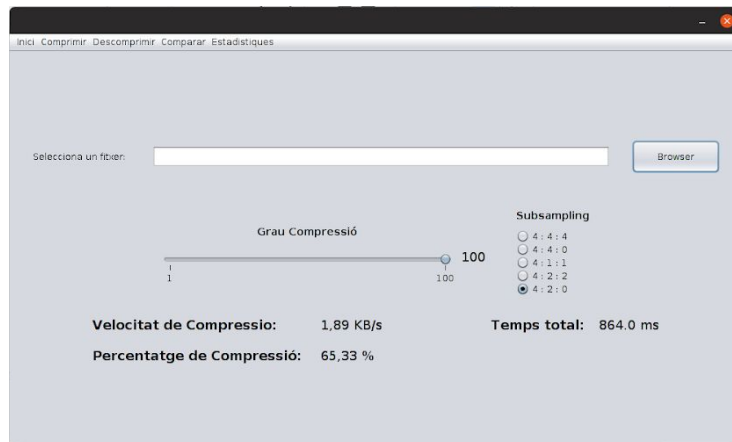 Inici Comprimir Descomprimir Comparar Estadistiques
Selecciona un fitxer: Browser
Subsampling
Grau Compressió
4 : 4 : 4
4 : 4 : 0
100
4 : 1 : 1
1 100
4 : 2 : 2
4 : 2 : 0
Velocitat de Compressio: 1,89 KB/s Temps total: 864.0 ms
Percentatge de Compressió: 65,33 %